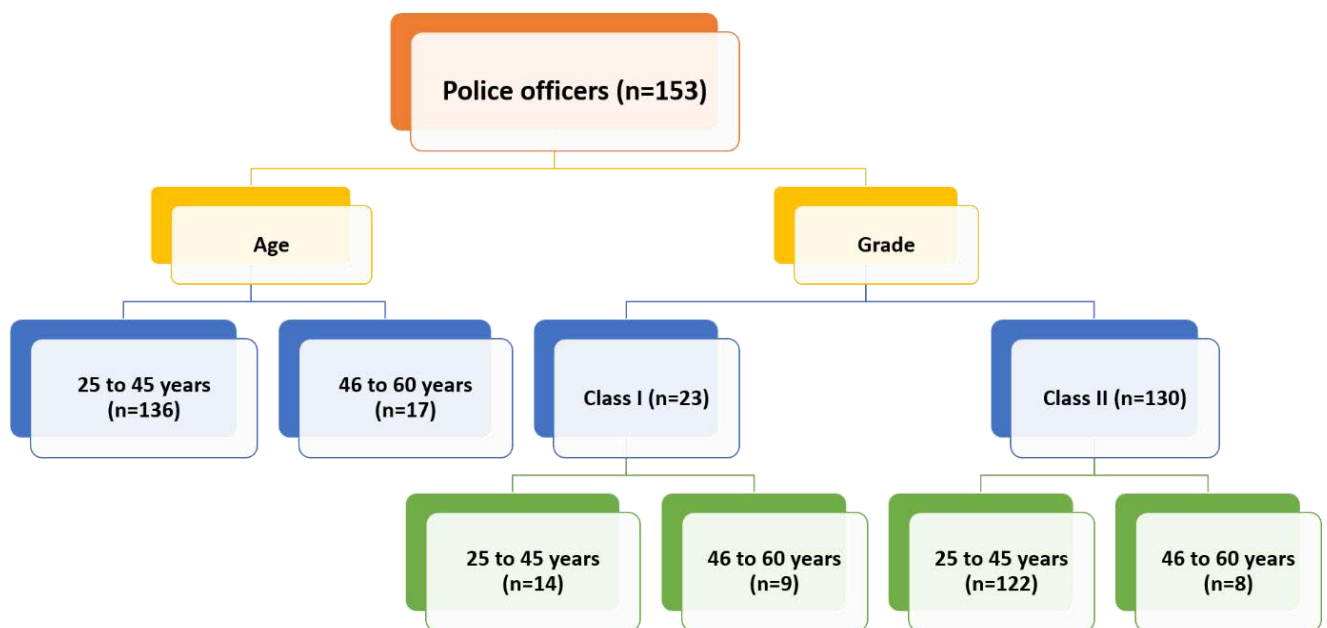 Police officers (n=153)
Age
Grade
25 to 45 years
(n=136)
46 to 60 years
(n=17)
Class I (n=23)
Class II (n=130)
25 to 45 years
(n=14)
46 to 60 years
(n=9)
25 to 45 years
(n=122)
46 to 60 years
(n=8)